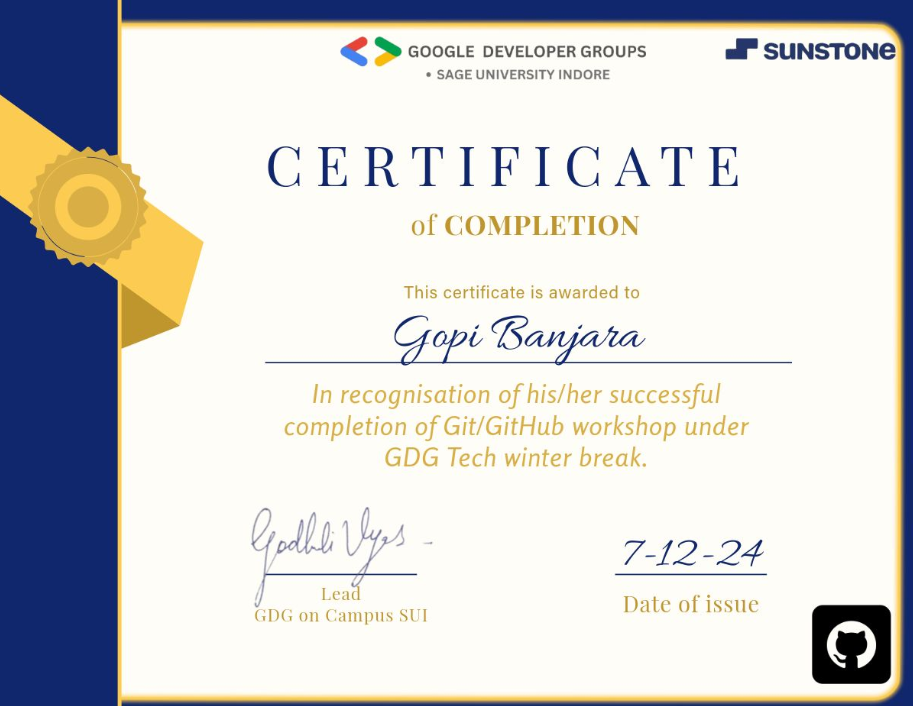 GOOGLE DEVELOPER GROUPS
• SAGE UNIVERSITY INDORE
SUNSTONE
CERTIFICATE
of COMPLETION
This certificate is awarded to
Gopi Banjara
In recognisation of his/her successful
completion of Git/GitHub workshop under
GDG Tech winter break.
Godhuli Vyas
7-12-24
Lead
GDG on Campus SUI
Date of issue